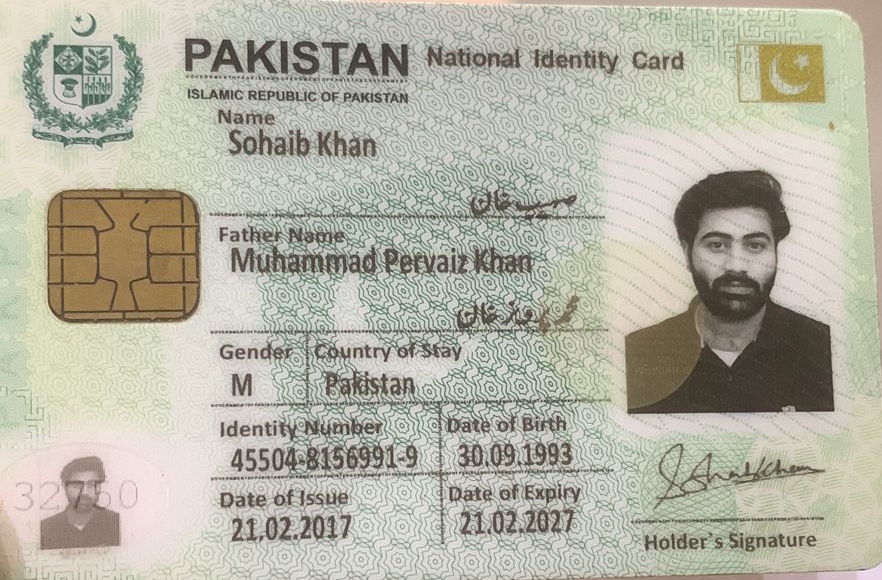 PAKISTAN National Identity Card
ISLAMIC REPUBLIC OF PAKISTAN
Name
Sohaib Khan
صہیب خان
Father Name
Muhammad Pervaiz Khan
محمد پرویز خان
Gender Country of Stay
M Pakistan
Identity Number Date of Birth
45504-8156991-9 30.09.1993
Date of Issue Date of Expiry
21.02.2017 21.02.2027
Holder`s Signature